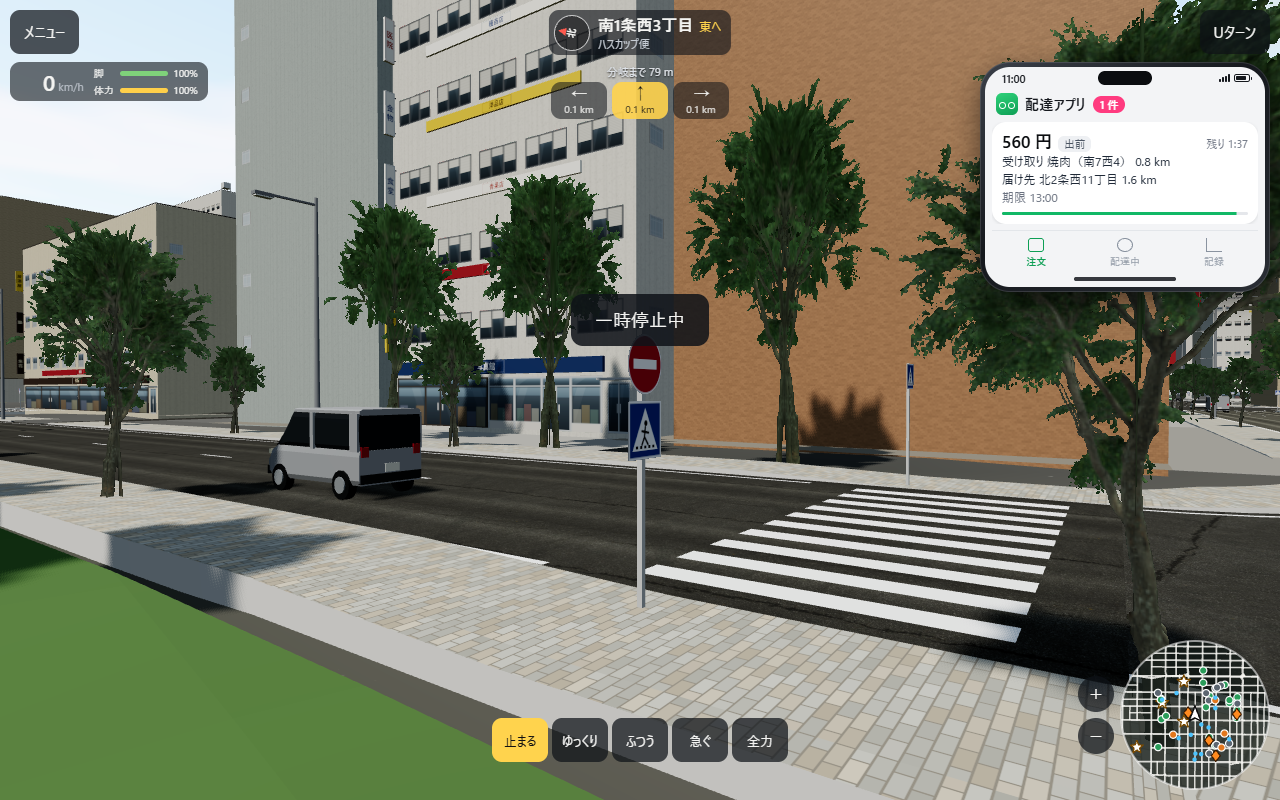 メニュー
0 km/h
脚 100%
体力 100%
南1条西3丁目 東へ
ハスカップ便
分岐まで 79 m
← 0.1 km
↑ 0.1 km
→ 0.1 km
Uターン
11:00
配達アプリ 1 件
560 円 出前 残り 1:37
受け取り 焼肉（南7西4） 0.8 km
届け先 北2条西11丁目 1.6 km
期限 13:00
注文 配達中 記録
一時停止中
止まる ゆっくり ふつう 急ぐ 全力
+
−